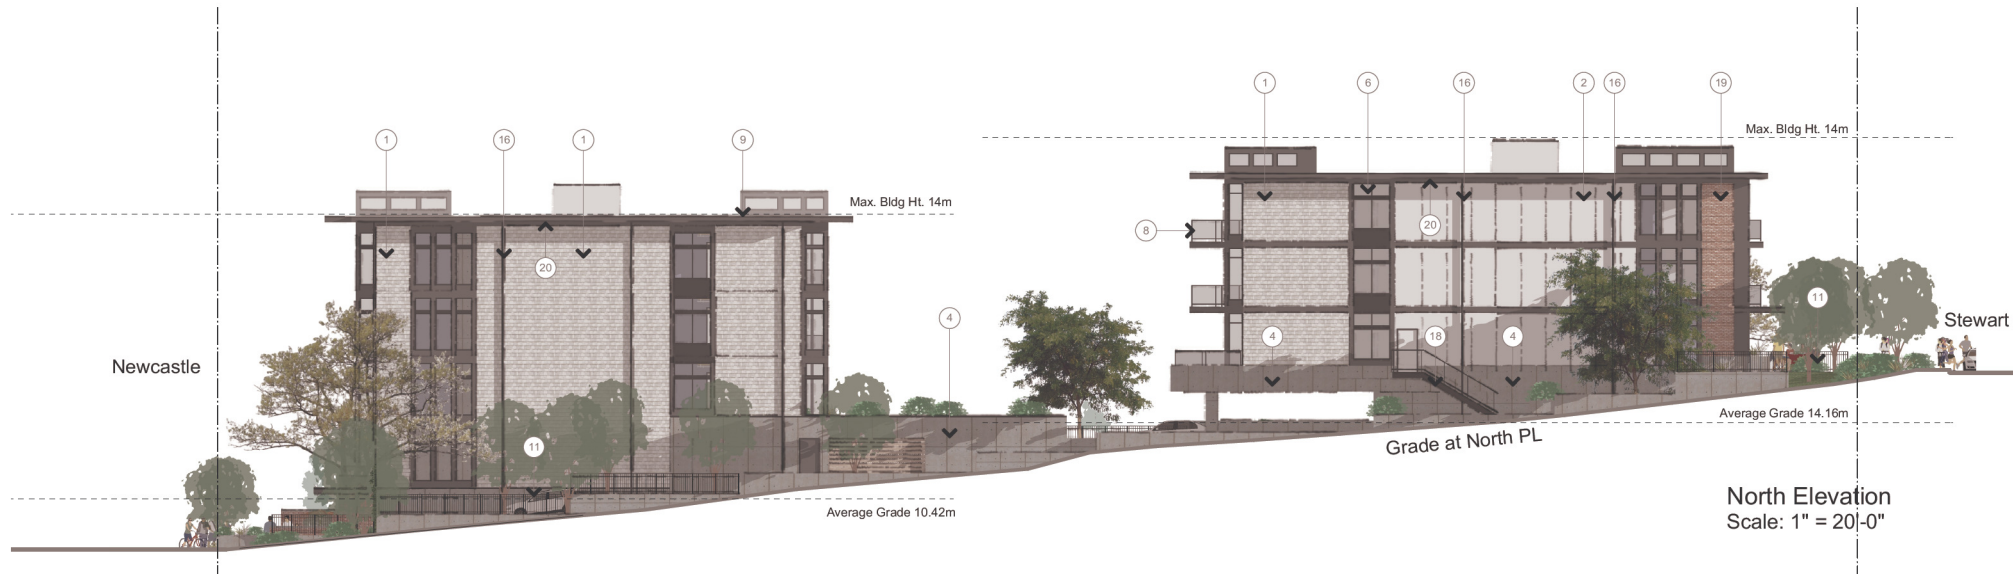 1
6
16
2
16
19
Max. Bldg Ht. 14m
1
16
1
9
Max. Bldg Ht. 14m
20
8
20
11
4
Stewart
4
18
4
Newcastle
Average Grade 14.16m
11
Grade at North PL
Average Grade 10.42m
North Elevation
Scale: 1" = 20'-0"